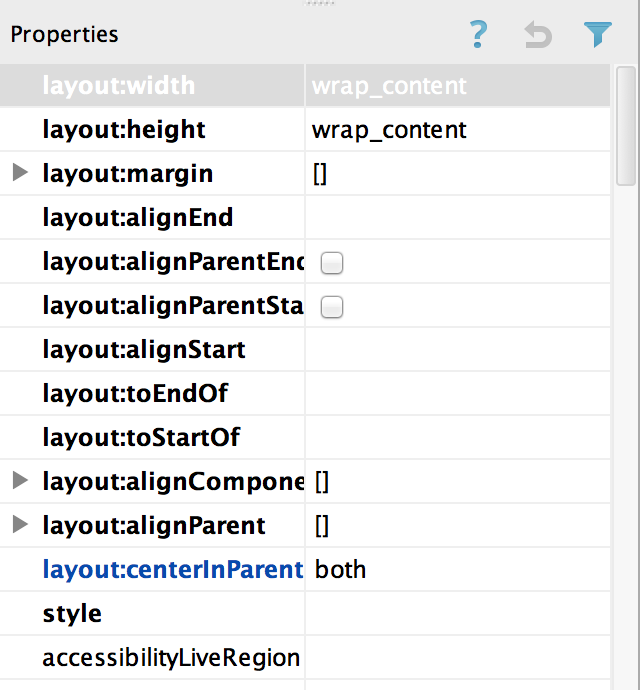 Properties ?
layout:width wrap_content
layout:height wrap_content
layout:margin []
layout:alignEnd
layout:alignParentEnd
layout:alignParentSta
layout:alignStart
layout:toEndOf
layout:toStartOf
layout:alignCompone []
layout:alignParent []
layout:centerInParent both
style
accessibilityLiveRegion